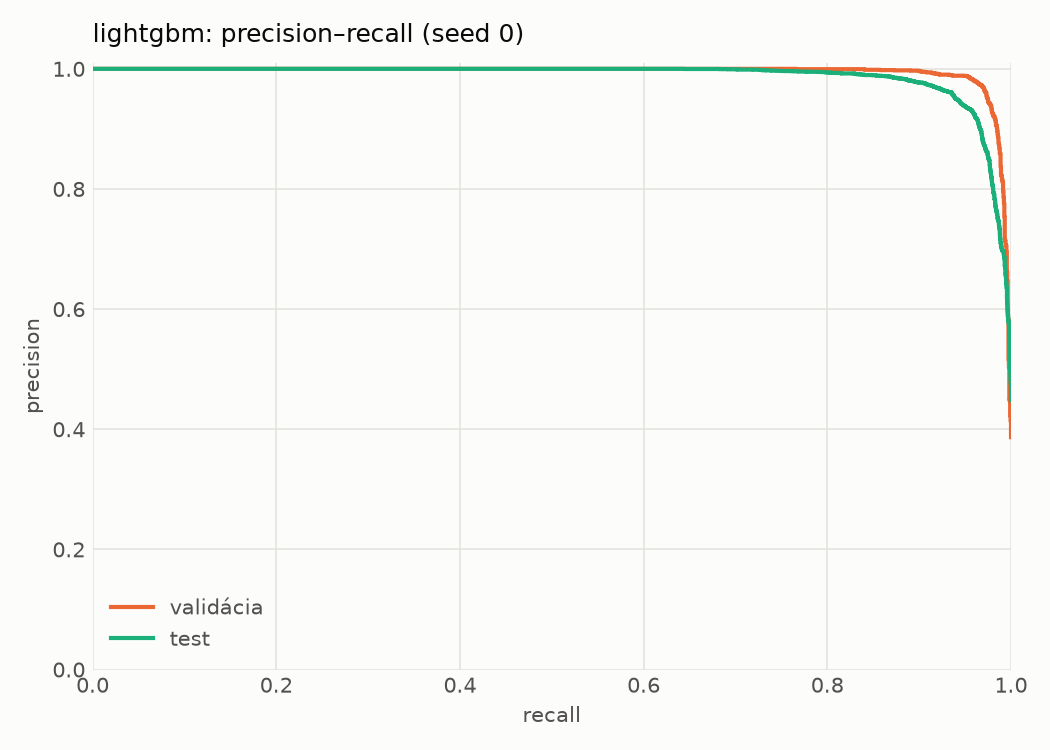 lightgbm: precision–recall (seed 0)
1.0
0.8
0.6
0.4
0.2
0.0
precision
validácia
test
0.0 0.2 0.4 0.6 0.8 1.0
recall